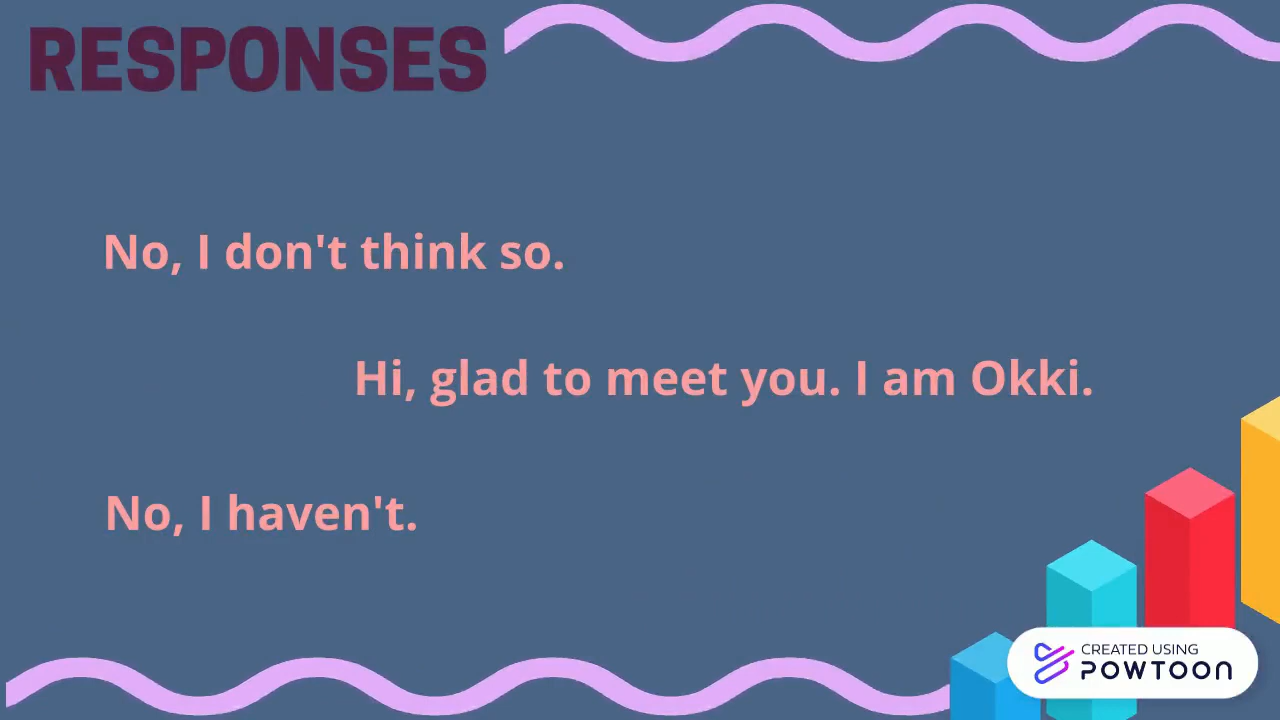 RESPONSES
No, I don't think so.
Hi, glad to meet you. I am Okki.
No, I haven't.
CREATED USING
POWTOON